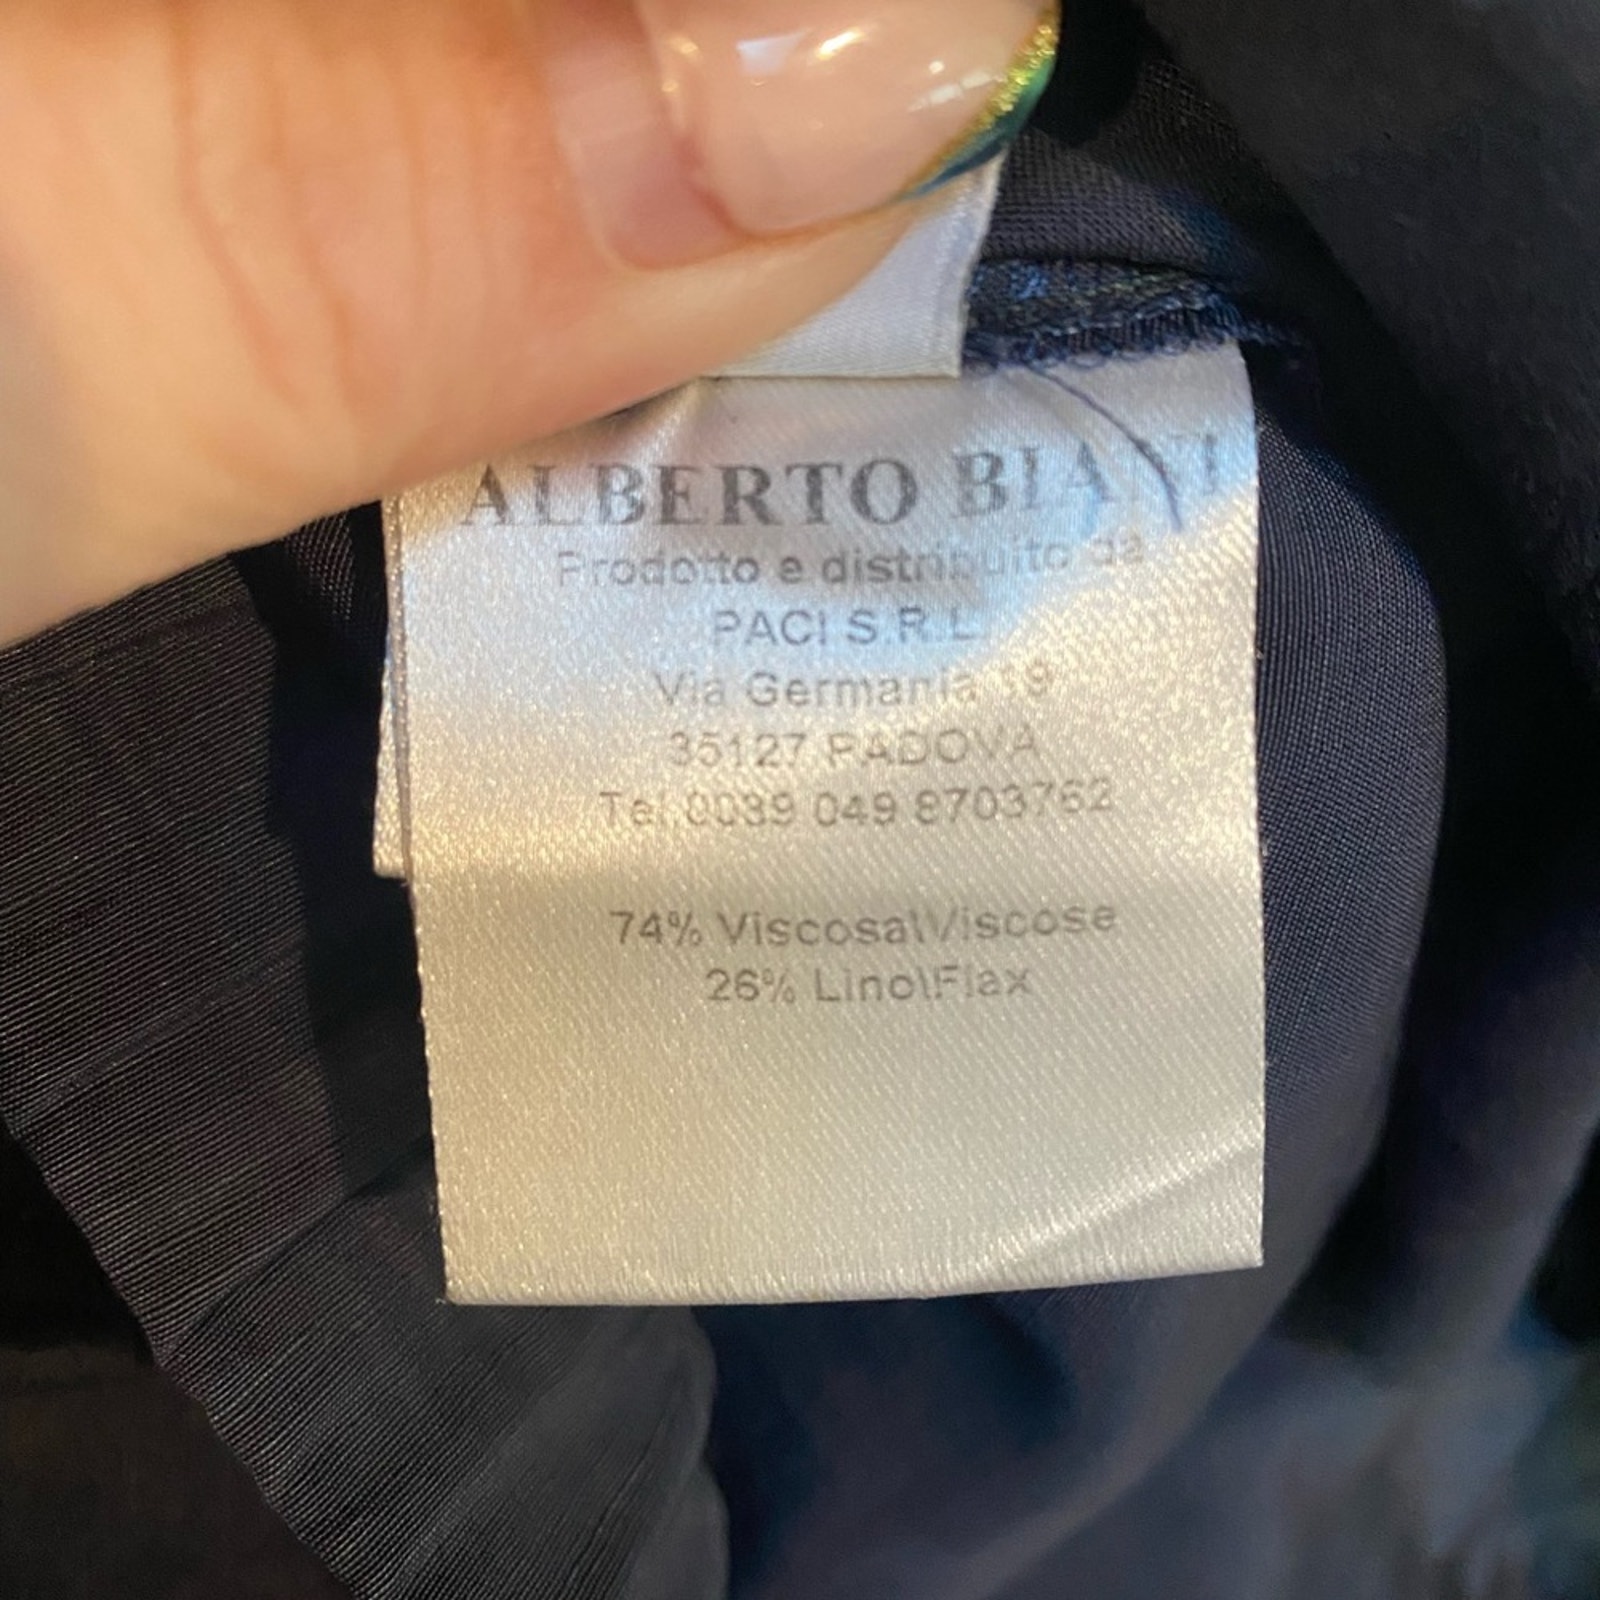 ALBERTO BIANI
Prodotto e distribuito da
PACI S.R.L.
Via Germania 19
35127 PADOVA
Tel.0039 049 8703762
74% Viscosa\Viscose
26% Lino\Flax